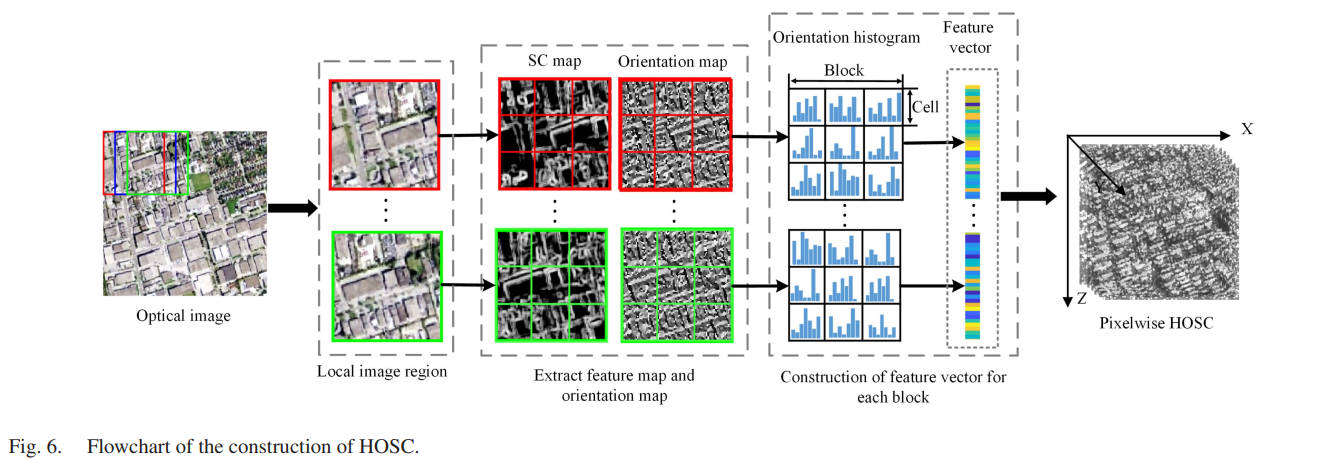 Optical image
Local image region
SC map
Orientation map
Extract feature map and
orientation map
Orientation histogram
Block
Cell
Feature
vector
Construction of feature vector for
each block
X
Y
Z
Pixelwise HOSC
Fig. 6. Flowchart of the construction of HOSC.